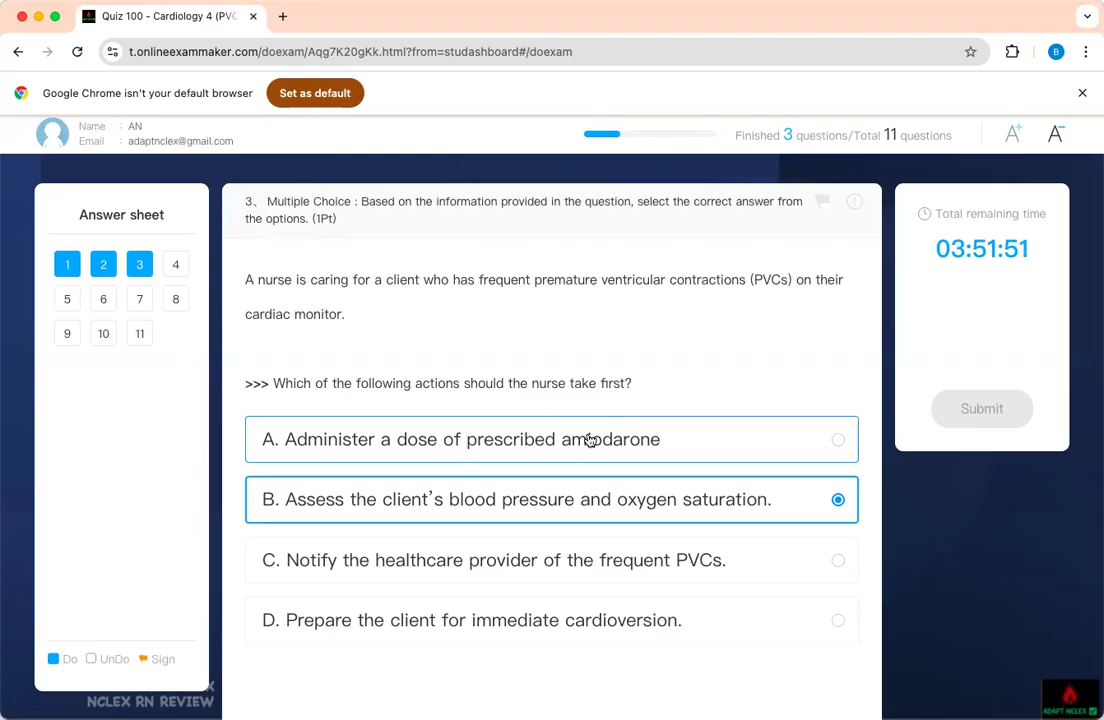 Quiz 100 - Cardiology 4 (PVC
t.onlineexammaker.com/doexam/Aqg7K20gKk.html?from=studashboard#/doexam
B
Google Chrome isn't your default browser
Set as default
Name : AN
Email : adaptnclex@gmail.com
Finished 3 questions/Total 11 questions
A+
A-
Answer sheet
1 2 3 4
5 6 7 8
9 10 11
Do UnDo Sign
NCLEX RN REVIEW
3、 Multiple Choice : Based on the information provided in the question, select the correct answer from
the options. (1Pt)
A nurse is caring for a client who has frequent premature ventricular contractions (PVCs) on their
cardiac monitor.
>>> Which of the following actions should the nurse take first?
A. Administer a dose of prescribed amiodarone
B. Assess the client's blood pressure and oxygen saturation.
C. Notify the healthcare provider of the frequent PVCs.
D. Prepare the client for immediate cardioversion.
Total remaining time
03:51:51
Submit
ADAPT NCLEX